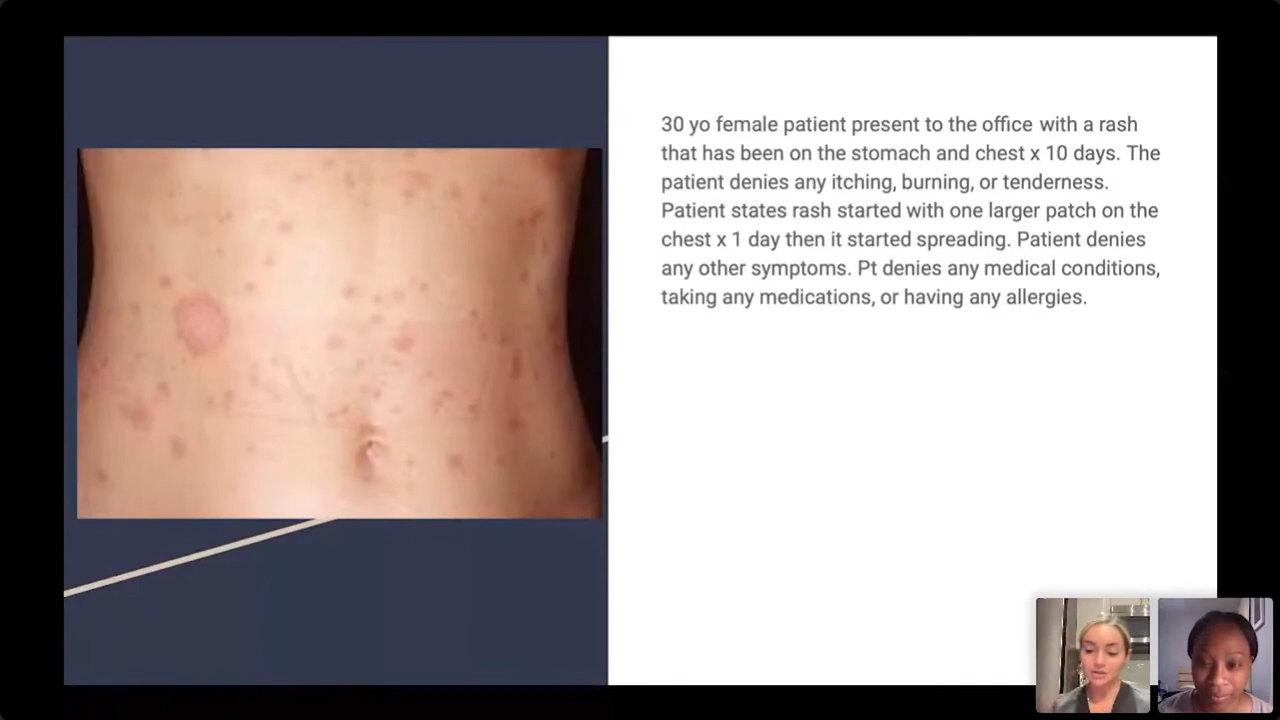 30 yo female patient present to the office with a rash
that has been on the stomach and chest x 10 days. The
patient denies any itching, burning, or tenderness.
Patient states rash started with one larger patch on the
chest x 1 day then it started spreading. Patient denies
any other symptoms. Pt denies any medical conditions,
taking any medications, or having any allergies.